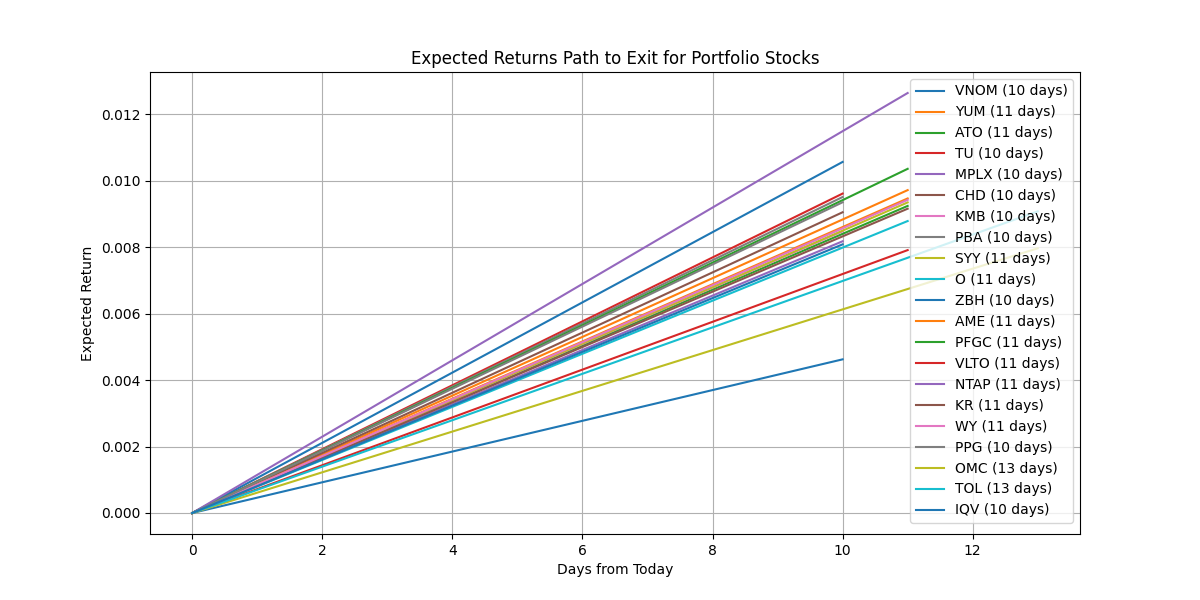 Expected Returns Path to Exit for Portfolio Stocks
Expected Return
0.012
0.010
0.008
0.006
0.004
0.002
0.000
VNOM (10 days)
YUM (11 days)
ATO (11 days)
TU (10 days)
MPLX (10 days)
CHD (10 days)
KMB (10 days)
PBA (10 days)
SYY (11 days)
O (11 days)
ZBH (10 days)
AME (11 days)
PFGC (11 days)
VLTO (11 days)
NTAP (11 days)
KR (11 days)
WY (11 days)
PPG (10 days)
OMC (13 days)
TOL (13 days)
IQV (10 days)
0 2 4 6 8 10 12
Days from Today